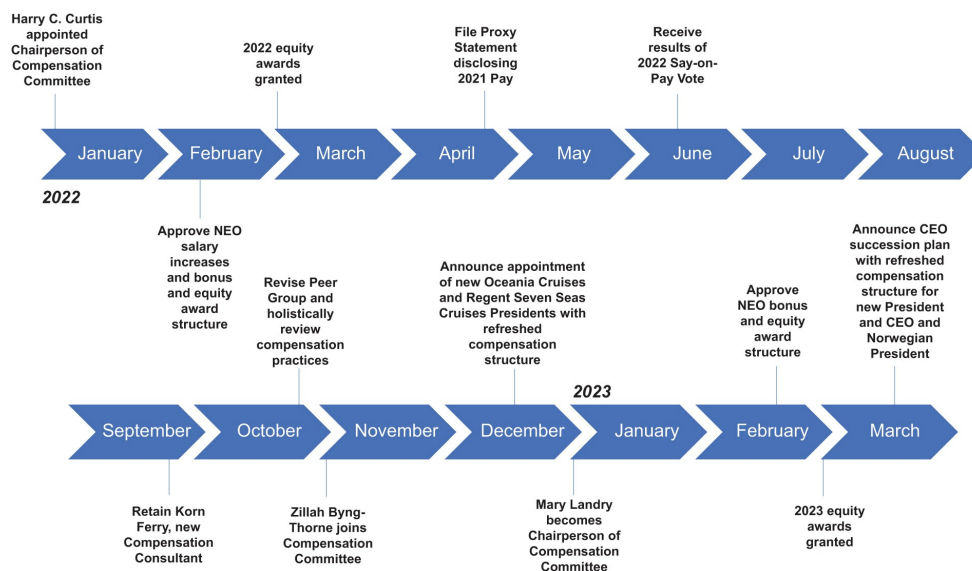 Harry C. Curtis
appointed
Chairperson of
Compensation
Committee
2022 equity
awards
granted
File Proxy
Statement
disclosing
2021 Pay
Receive
results of
2022 Say-on-
Pay Vote
January
February
March
April
May
June
July
August
2022
Approve NEO
salary
increases
and bonus
and equity
award
structure
Revise Peer
Group and
holistically
review
compensation
practices
Announce appointment
of new Oceania Cruises
and Regent Seven Seas
Cruises Presidents with
refreshed
compensation
structure
Approve
NEO bonus
and equity
award
structure
Announce CEO
succession plan
with refreshed
compensation
structure for
new President
and CEO and
Norwegian
President
2023
September
October
November
December
January
February
March
Retain Korn
Ferry, new
Compensation
Consultant
Zillah Byng-
Thorne joins
Compensation
Committee
Mary Landry
becomes
Chairperson of
Compensation
Committee
2023 equity
awards
granted